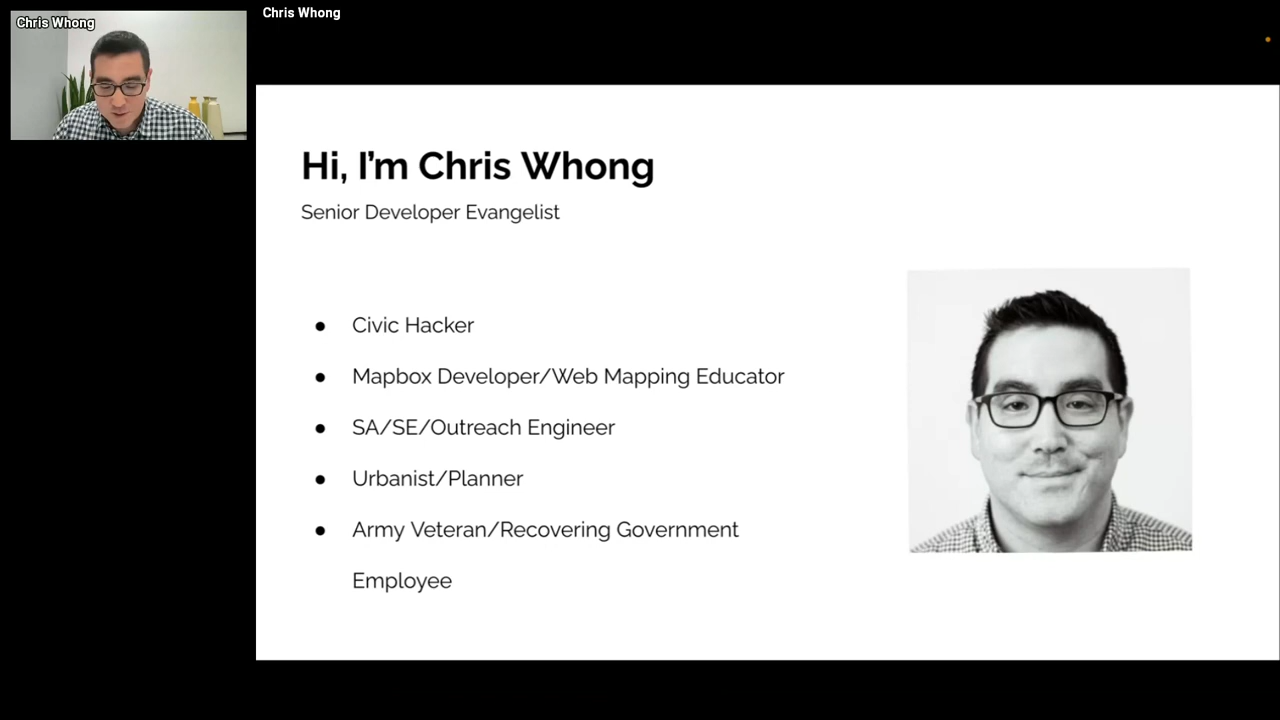 Chris Whong
Chris Whong
Hi, I’m Chris Whong
Senior Developer Evangelist
● Civic Hacker
● Mapbox Developer/Web Mapping Educator
● SA/SE/Outreach Engineer
● Urbanist/Planner
● Army Veteran/Recovering Government
Employee